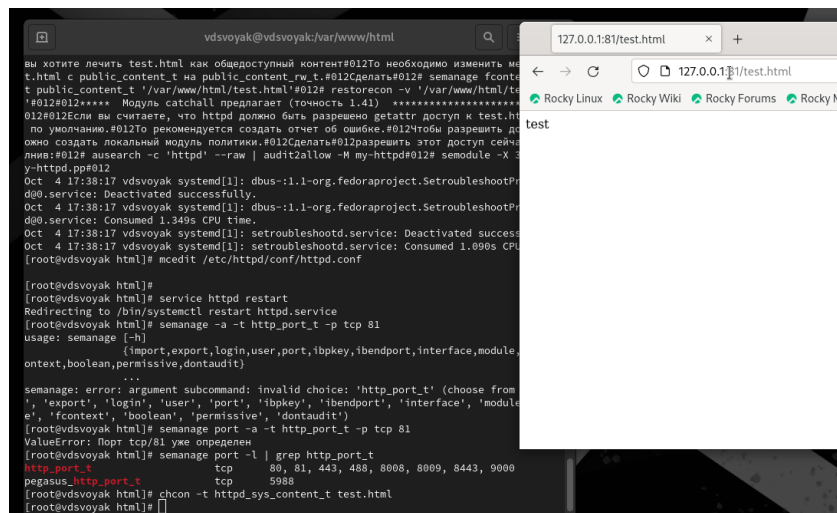 vdsvoyak@vdsvoyak:/var/www/html
вы хотите лечить test.html как общедоступный контент#012То необходимо изменить ме
t.html с public_content_t на public_content_rw_t.#012Сделать#012# semanage fconte
t public_content_t '/var/www/html/test.html'#012# restorecon -v '/var/www/html/te
'#012#012***** Модуль catchall предлагает (точность 1.41) **********************
012#012Если вы считаете, что httpd должно быть разрешено getattr доступ к test.ht
по умолчанию.#012То рекомендуется создать отчет об ошибке.#012Чтобы разрешить до
ожно создать локальный модуль политики.#012Сделать#012разрешить этот доступ сейча
лнив:#012# ausearch -c 'httpd' --raw | audit2allow -M my-httpd#012# semodule -X 3
y-httpd.pp#012
Oct  4 17:38:17 vdsvoyak systemd[1]: dbus-:1.1-org.fedoraproject.SetroubleshootPr
d@0.service: Deactivated successfully.
Oct  4 17:38:17 vdsvoyak systemd[1]: dbus-:1.1-org.fedoraproject.SetroubleshootPr
d@0.service: Consumed 1.349s CPU time.
Oct  4 17:38:17 vdsvoyak systemd[1]: setroubleshootd.service: Deactivated success
Oct  4 17:38:17 vdsvoyak systemd[1]: setroubleshootd.service: Consumed 1.090s CPU
[root@vdsvoyak html]# mcedit /etc/httpd/conf/httpd.conf
[root@vdsvoyak html]#
[root@vdsvoyak html]# service httpd restart
Redirecting to /bin/systemctl restart httpd.service
[root@vdsvoyak html]# semanage -a -t http_port_t -p tcp 81
usage: semanage [-h]
{import,export,login,user,port,ibpkey,ibendport,interface,module,
ontext,boolean,permissive,dontaudit}
...
semanage: error: argument subcommand: invalid choice: 'http_port_t' (choose from
', 'export', 'login', 'user', 'port', 'ibpkey', 'ibendport', 'interface', 'module
e', 'fcontext', 'boolean', 'permissive', 'dontaudit')
[root@vdsvoyak html]# semanage port -a -t http_port_t -p tcp 81
ValueError: Порт tcp/81 уже определен
[root@vdsvoyak html]# semanage port -l | grep http_port_t
http_port_t tcp 80, 81, 443, 488, 8008, 8009, 8443, 9000
pegasus_http_port_t tcp 5988
[root@vdsvoyak html]# chcon -t httpd_sys_content_t test.html
[root@vdsvoyak html]#
127.0.0.1:81/test.html
127.0.0.1:81/test.html
Rocky Linux Rocky Wiki Rocky Forums Rocky
test